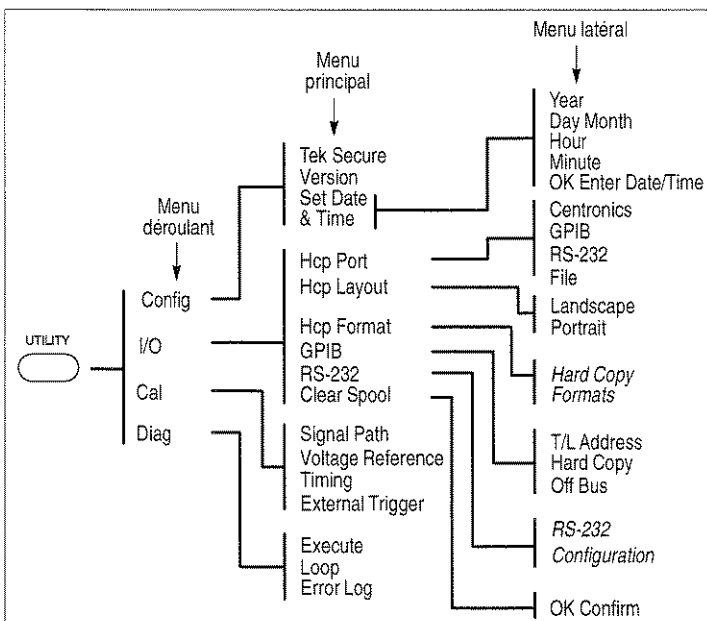 Menu latéral
Menu
principal
Menu
déroulant
UTILITY
Config
I/O
Cal
Diag
Tek Secure
Version
Set Date
& Time
Hcp Port
Hcp Layout
Hcp Format
GPIB
RS-232
Clear Spool
Signal Path
Voltage Reference
Timing
External Trigger
Execute
Loop
Error Log
Year
Day Month
Hour
Minute
OK Enter Date/Time
Centronics
GPIB
RS-232
File
Landscape
Portrait
Hard Copy
Formats
T/L Address
Hard Copy
Off Bus
RS-232
Configuration
OK Confirm